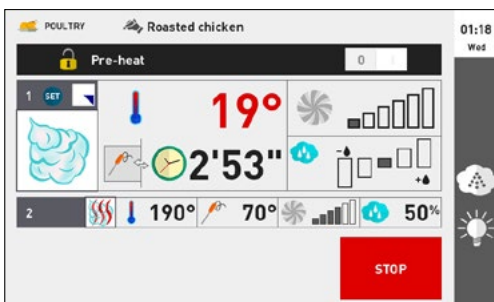 POULTRY Roasted chicken 01:18
Wed
Pre-heat 0 I
1 SET 19°
2'53"
2 190° 70° 50%
STOP